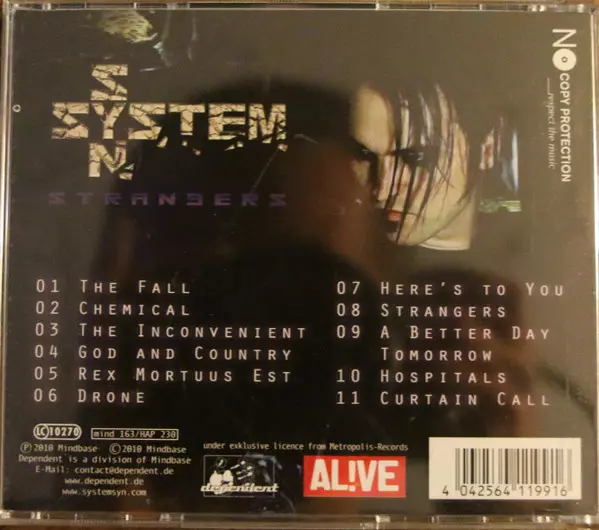 SYN
SYSTEM
STRANGERS
NO COPY PROTECTION
.....respect the music
01 The Fall
02 Chemical
03 The Inconvenient
04 God and Country
05 Rex Mortuus Est
06 Drone
07 Here's to You
08 Strangers
09 A Better Day
Tomorrow
10 Hospitals
11 Curtain Call
LC 10270
mind 163/HAP 230
Ⓟ 2010 Mindbase © 2010 Mindbase
Dependent is a division of Mindbase
E-Mail: contact@dependent.de
www.dependent.de
www.systemsyn.com
under exklusive licence from Metropolis-Records
dependent
AL!VE
4 042564 119916